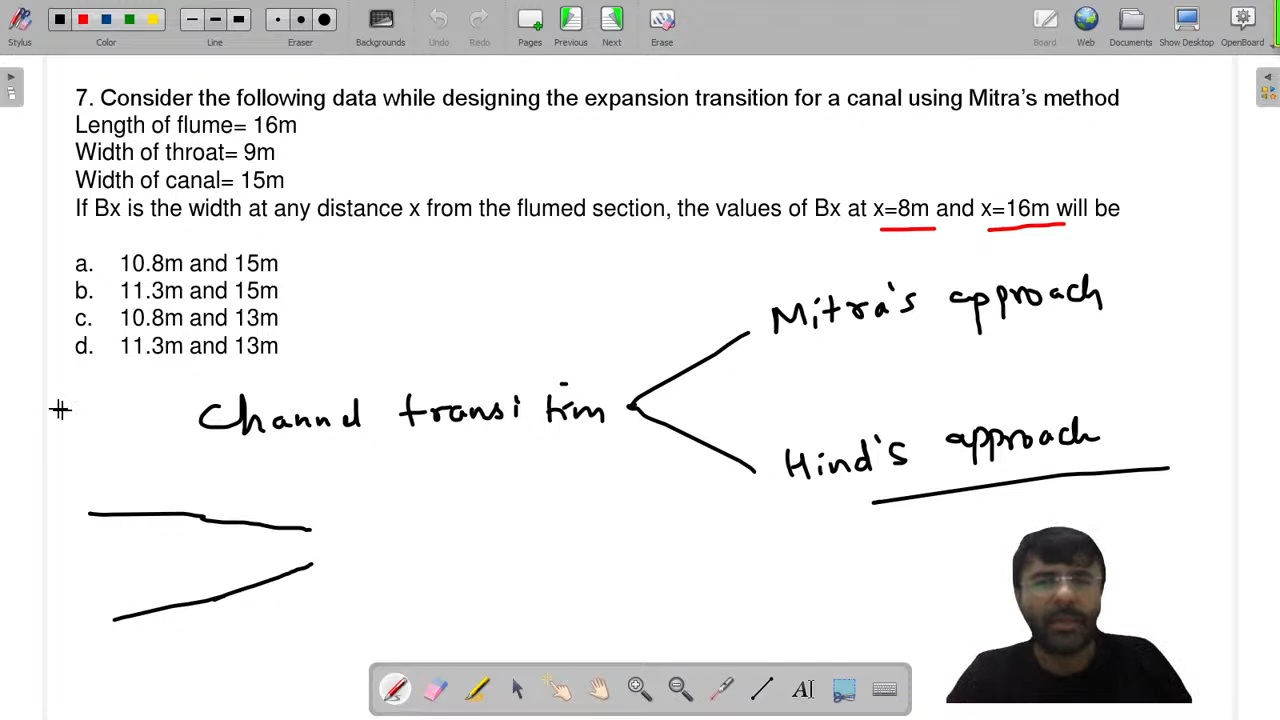 Stylus Color Line Eraser Backgrounds Undo Redo Pages Previous Next Erase Board Web Documents Show Desktop OpenBoard
7. Consider the following data while designing the expansion transition for a canal using Mitra's method
Length of flume= 16m
Width of throat= 9m
Width of canal= 15m
If Bx is the width at any distance x from the flumed section, the values of Bx at x=8m and x=16m will be
a. 10.8m and 15m
b. 11.3m and 15m
c. 10.8m and 13m
d. 11.3m and 13m
Mitra's approach
Channel transition
Hind's approach